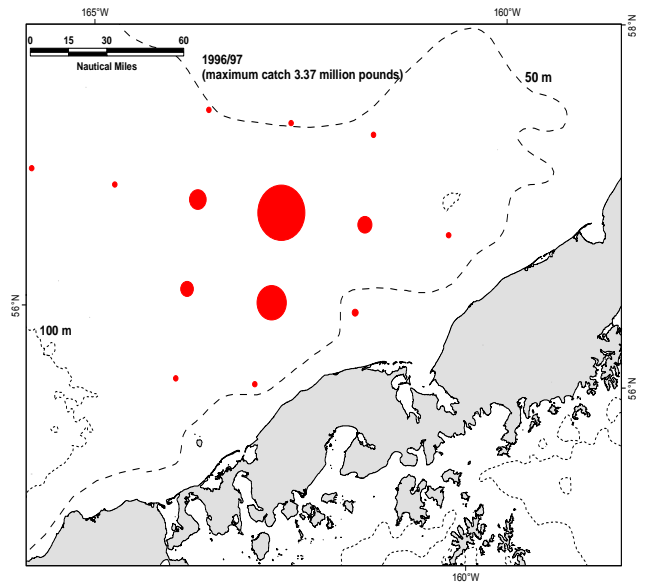 165°W
160°W
58°N
0 15 30 60
Nautical Miles
1996/97
(maximum catch 3.37 million pounds)
50 m
56°N
100 m
56°N
160°W